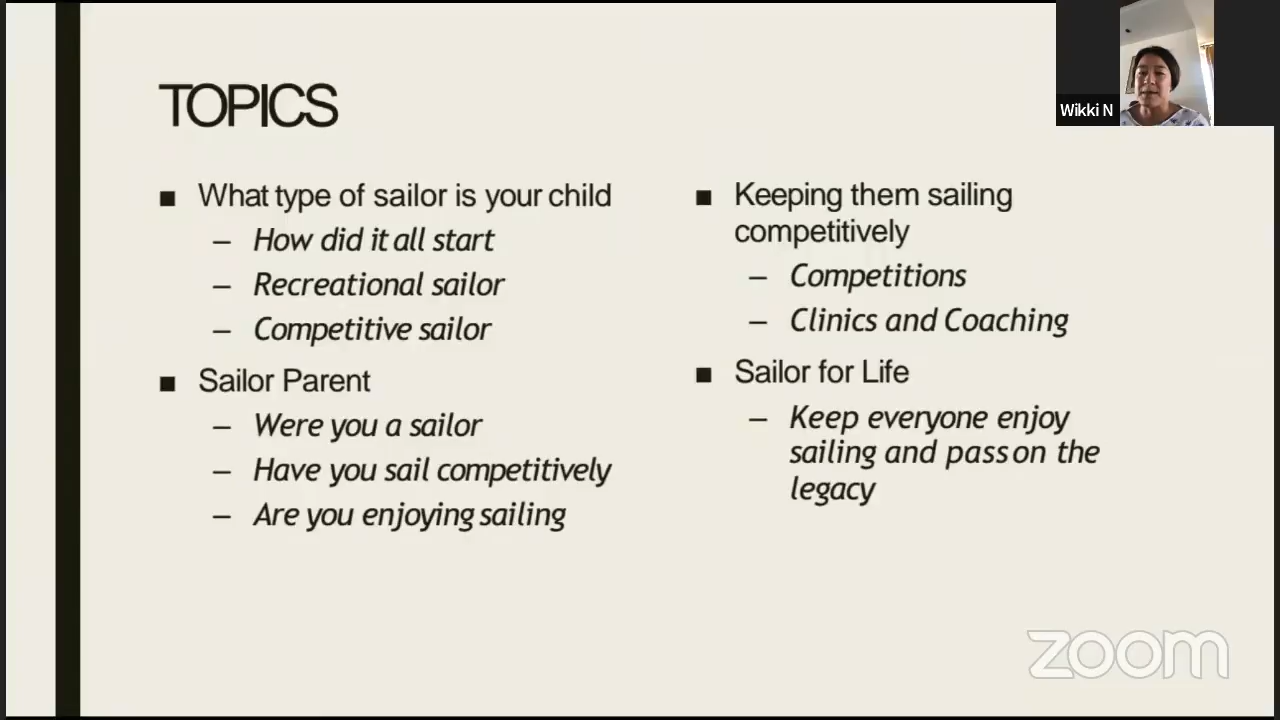 TOPICS
What type of sailor is your child
– How did it all start
– Recreational sailor
– Competitive sailor
Sailor Parent
– Were you a sailor
– Have you sail competitively
– Are you enjoying sailing
Keeping them sailing
competitively
– Competitions
– Clinics and Coaching
Sailor for Life
– Keep everyone enjoy
sailing and pass on the
legacy
Wikki N
zoom